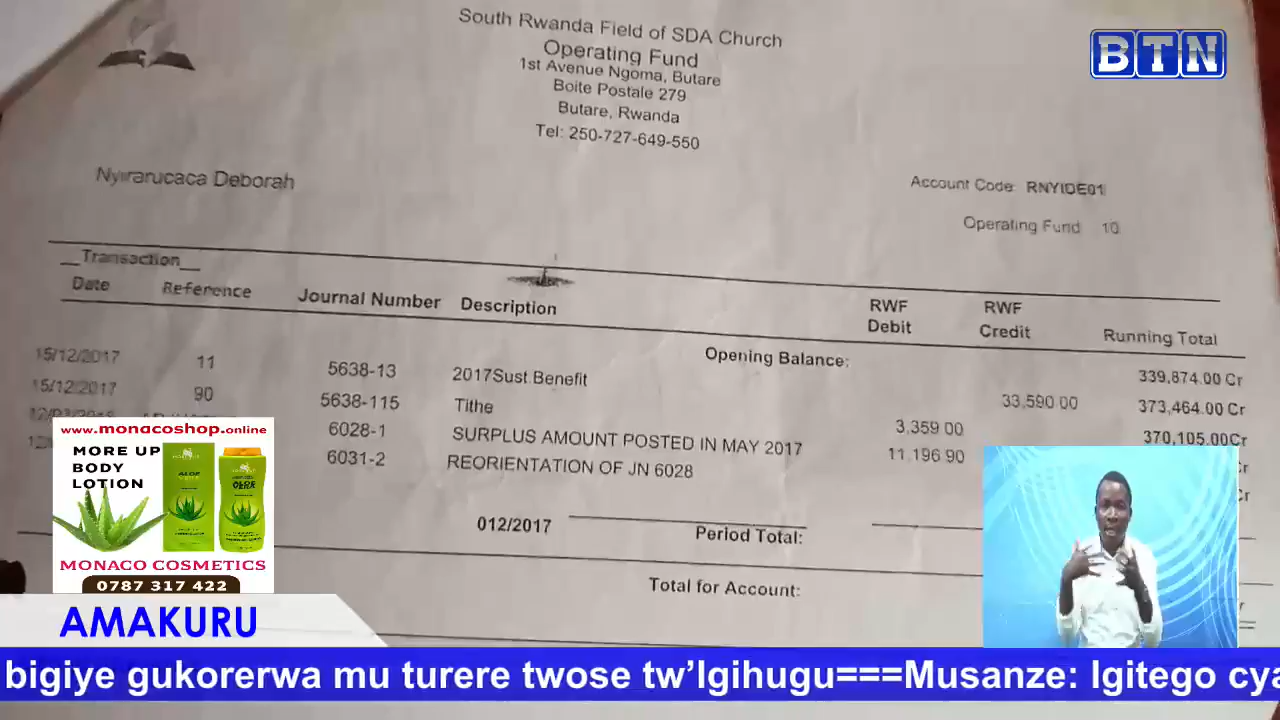 South Rwanda Field of SDA Church
Operating Fund
1st Avenue Ngoma, Butare
Boite Postale 279
Butare, Rwanda
Tel: 250-727-649-550
BTN
Nyirarucaca Deborah
Account Code: RNYIDE01
Operating Fund 10
__Transaction__
Date Reference Journal Number Description RWF Debit RWF Credit Running Total
Opening Balance: 339,874.00 Cr
15/12/2017 11 5638-13 2017Sust.Benefit 33,590.00 373,464.00 Cr
15/12/2017 90 5638-115 Tithe 3,359.00 370,105.00Cr
6028-1 SURPLUS AMOUNT POSTED IN MAY 2017 11,196.90 Cr
6031-2 REORIENTATION OF JN 6028 Cr
012/2017 Period Total:
Total for Account:
www.monacoshop.online
MORE UP
BODY
LOTION
MONACO COSMETICS
0787 317 422
AMAKURU
bigiye gukorerwa mu turere twose tw’Igihugu===Musanze: Igitego cya